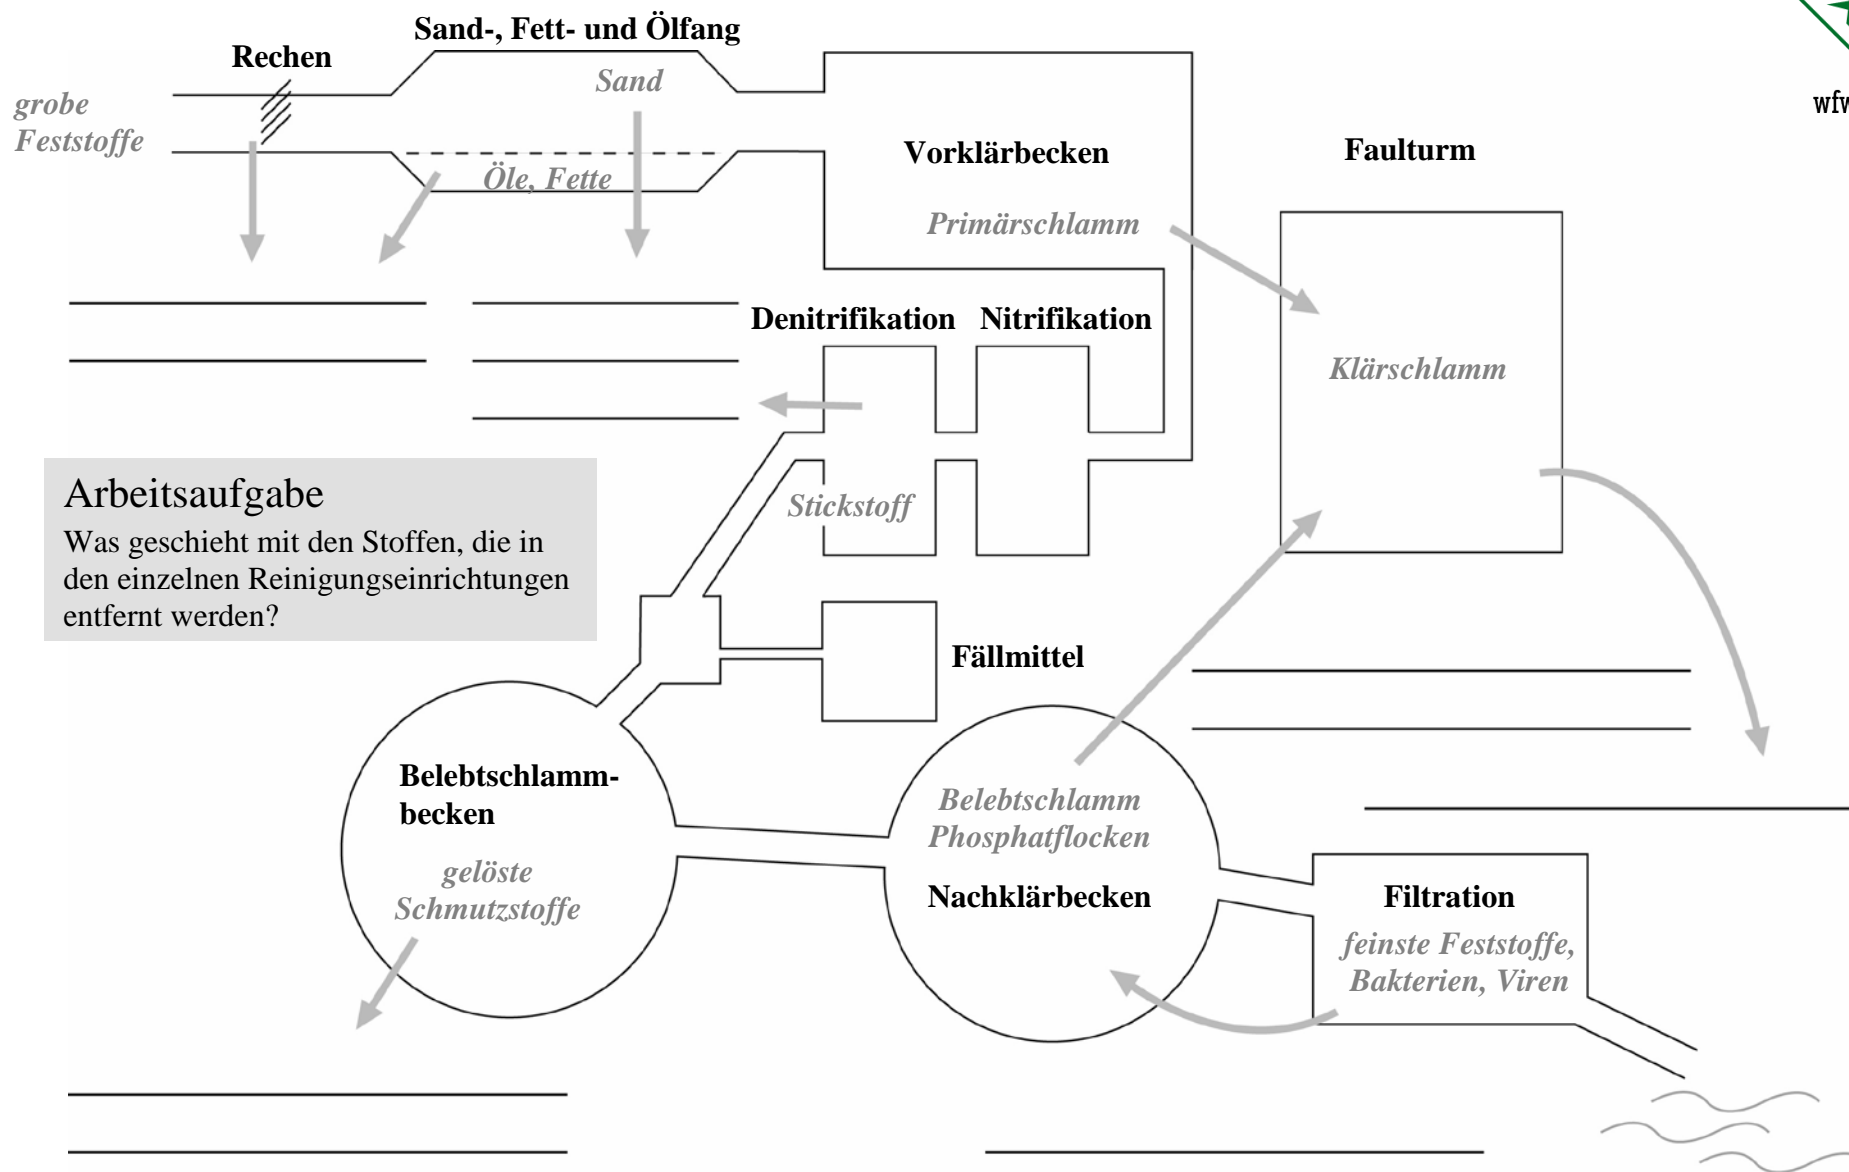 Sand-, Fett- und Ölfang
Rechen
grobe
Feststoffe
Sand
Öle, Fette
Vorklärbecken
Primärschlamm
Faulturm
Klärschlamm
Denitrifikation
Nitrifikation
Stickstoff
Arbeitsaufgabe
Was geschieht mit den Stoffen, die in
den einzelnen Reinigungseinrichtungen
entfernt werden?
Fällmittel
Belebtschlamm-
becken
gelöste
Schmutzstoffe
Belebtschlamm
Phosphatflocken
Nachklärbecken
Filtration
feinste Feststoffe,
Bakterien, Viren